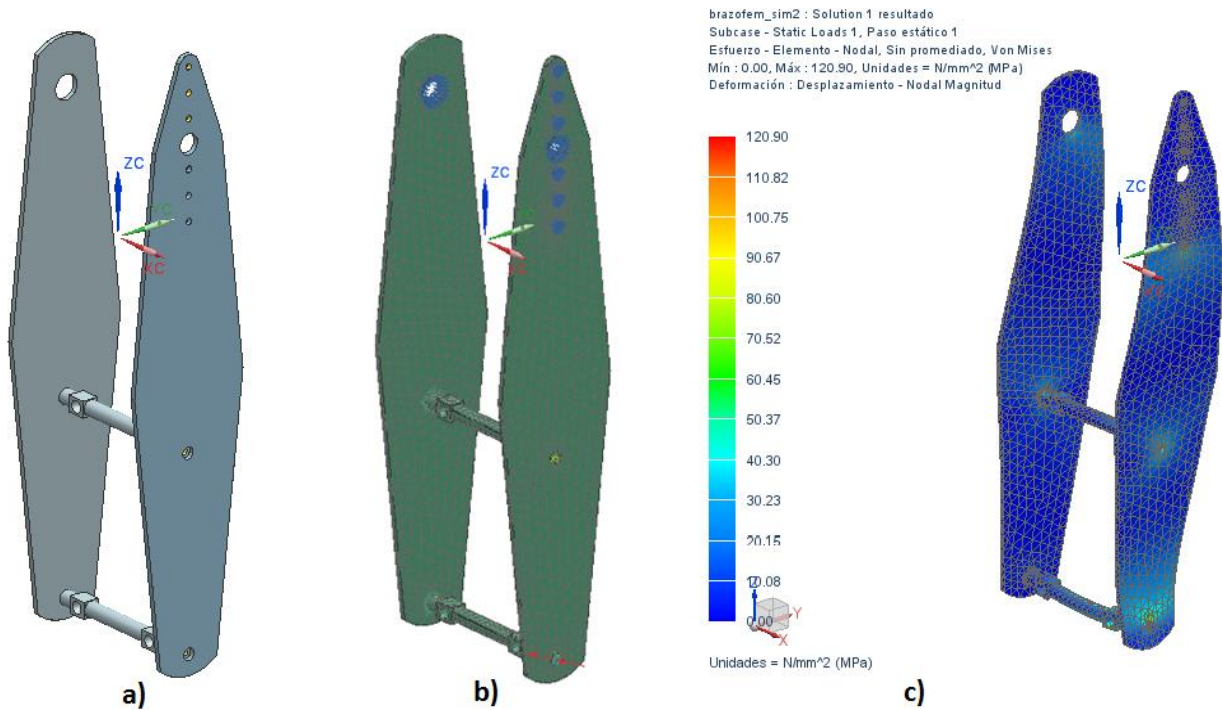 brazofem_sim2 : Solution 1 resultado
Subcase - Static Loads 1, Paso estático 1
Esfuerzo - Elemento - Nodal, Sin promediado, Von Mises
Mín : 0.00, Máx : 120.90, Unidades = N/mm^2 (MPa)
Deformación : Desplazamiento - Nodal Magnitud
120.90
110.82
100.75
90.67
80.60
70.52
60.45
50.37
40.30
30.23
20.15
10.08
0.00
Unidades = N/mm^2 (MPa)
ZC
YC
XC
ZC
ZC
Z
Y
X
a)
b)
c)